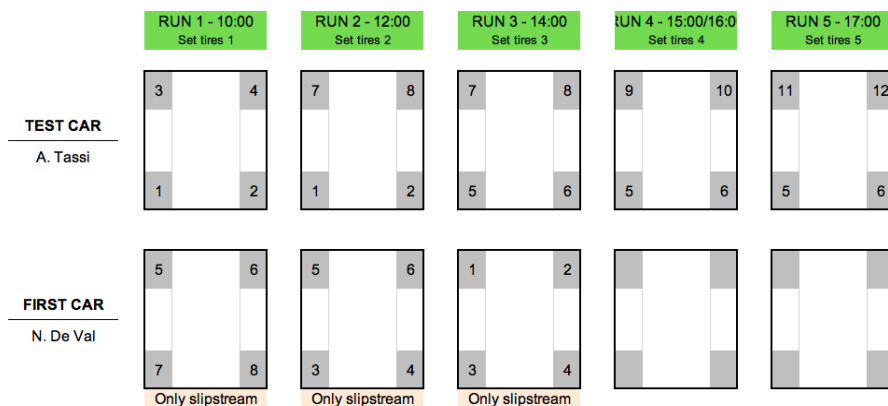 RUN 1 - 10:00 RUN 2 - 12:00 RUN 3 - 14:00 RUN 4 - 15:00/16:0 RUN 5 - 17:00
Set tires 1 Set tires 2 Set tires 3 Set tires 4 Set tires 5
3 4 7 8 7 8 9 10 11 12
TEST CAR
A. Tassi
1 2 1 2 5 6 5 6 5 6
5 6 5 6 1 2
FIRST CAR
N. De Val
7 8 3 4 3 4
Only slipstream Only slipstream Only slipstream